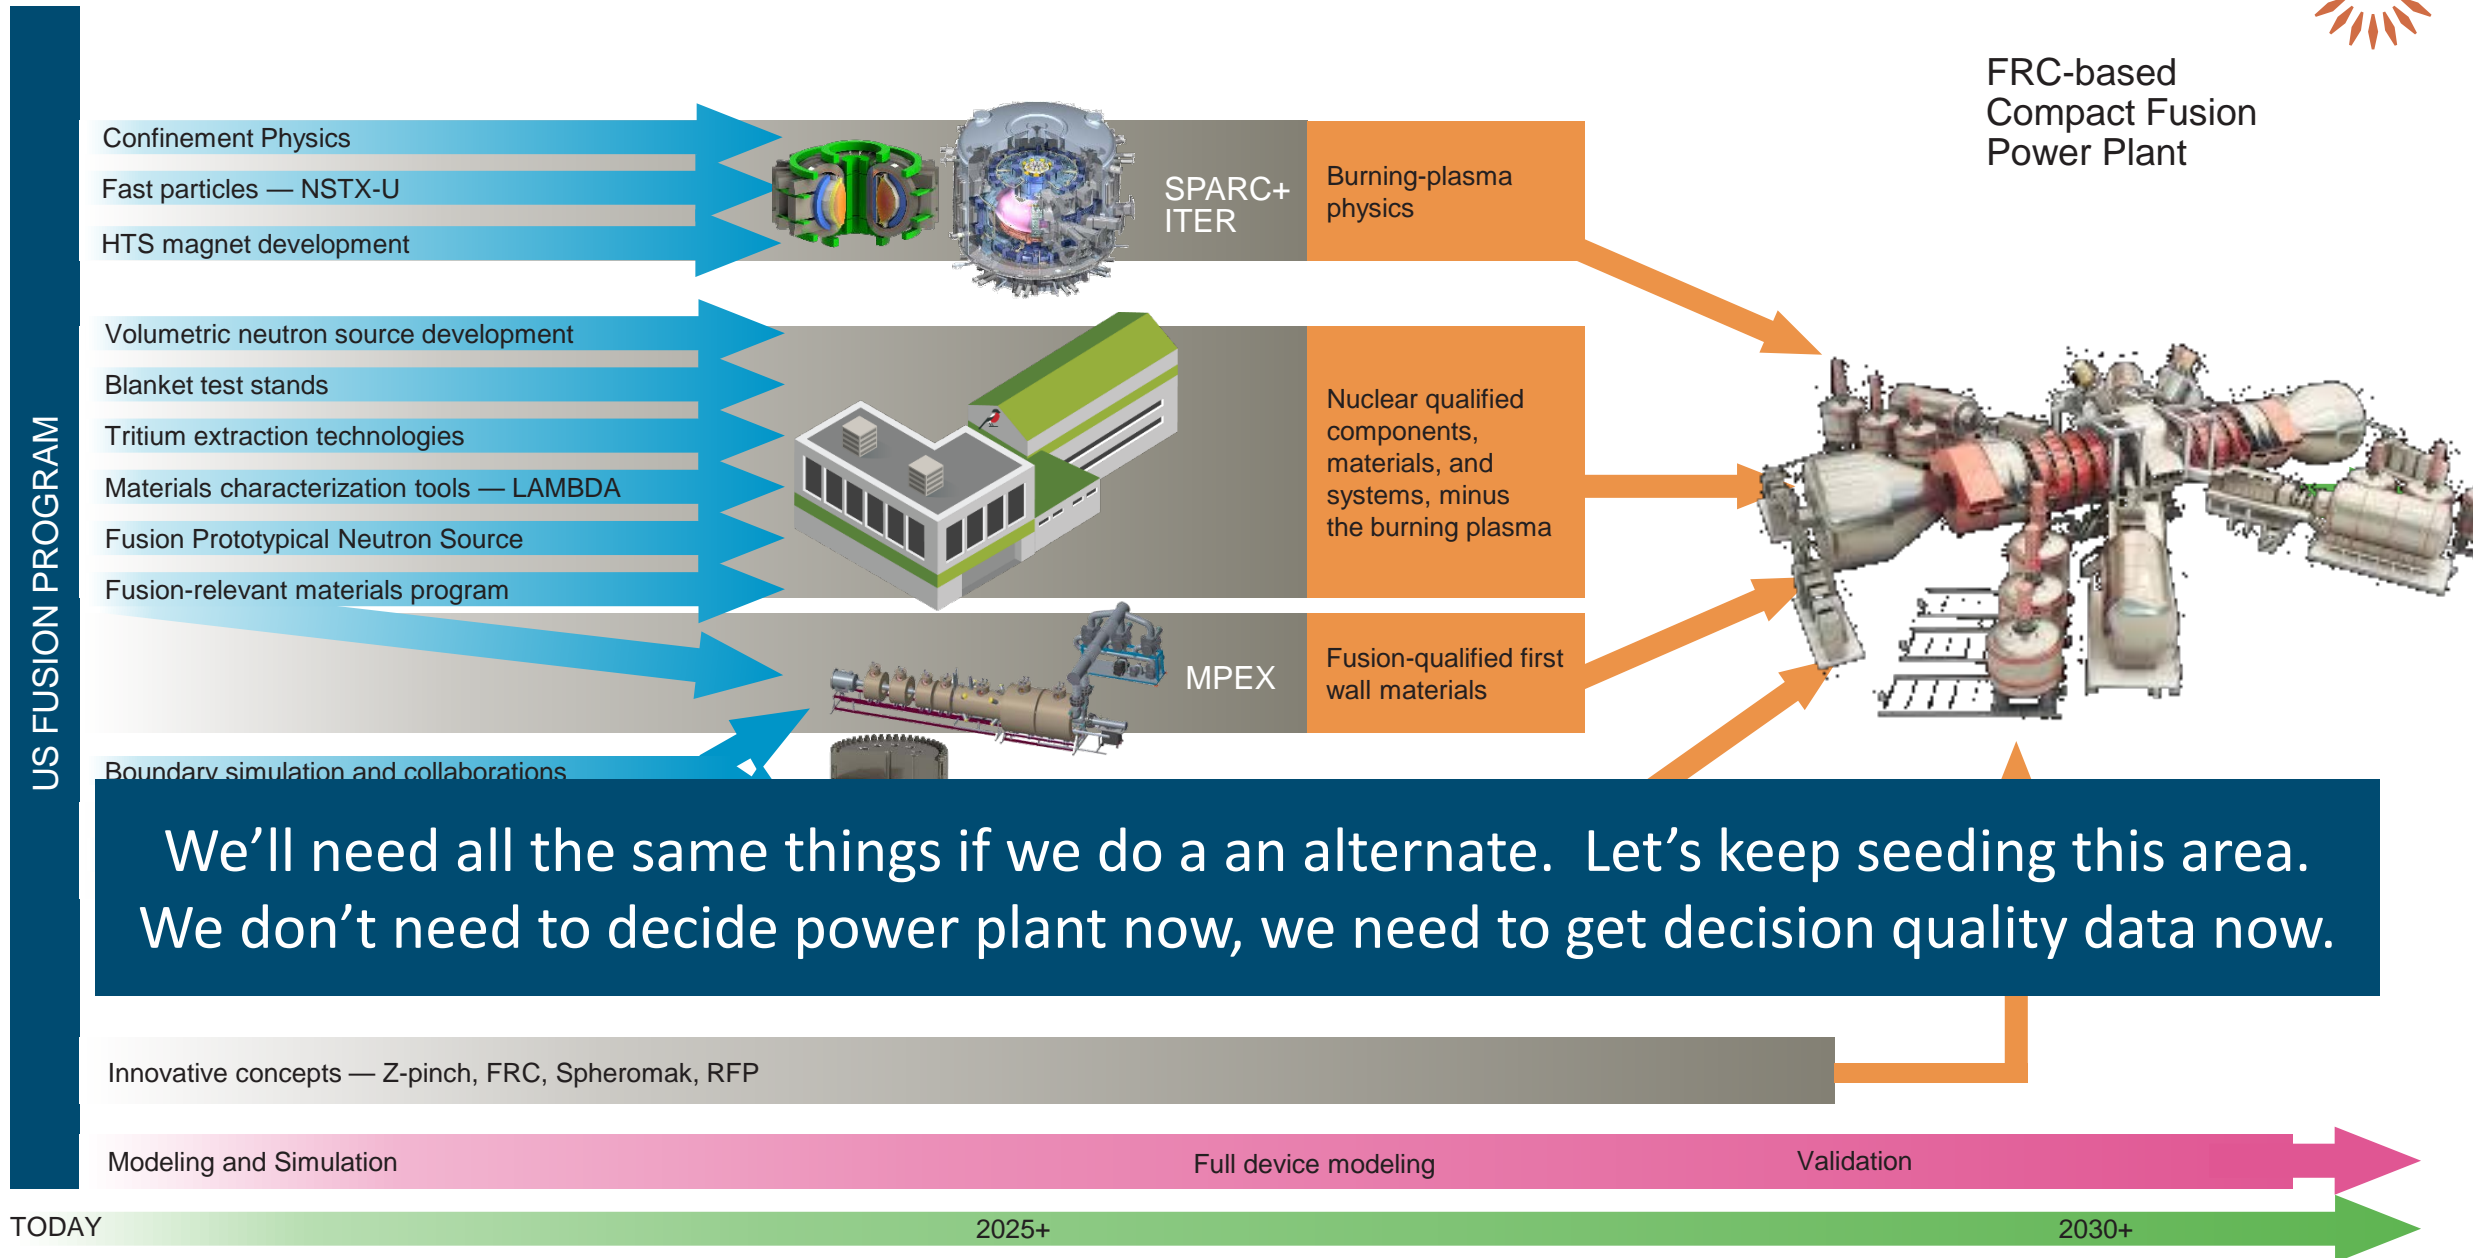 FRC-based
Compact Fusion
Power Plant
US FUSION PROGRAM
Confinement Physics
Fast particles — NSTX-U
HTS magnet development
SPARC+
ITER
Burning-plasma
physics
Volumetric neutron source development
Blanket test stands
Tritium extraction technologies
Materials characterization tools — LAMBDA
Fusion Prototypical Neutron Source
Fusion-relevant materials program
Nuclear qualified
components,
materials, and
systems, minus
the burning plasma
MPEX
Fusion-qualified first
wall materials
Boundary simulation and collaborations
We’ll need all the same things if we do a an alternate.  Let’s keep seeding this area.
We don’t need to decide power plant now, we need to get decision quality data now.
Innovative concepts — Z-pinch, FRC, Spheromak, RFP
Modeling and Simulation
Full device modeling
Validation
TODAY
2025+
2030+